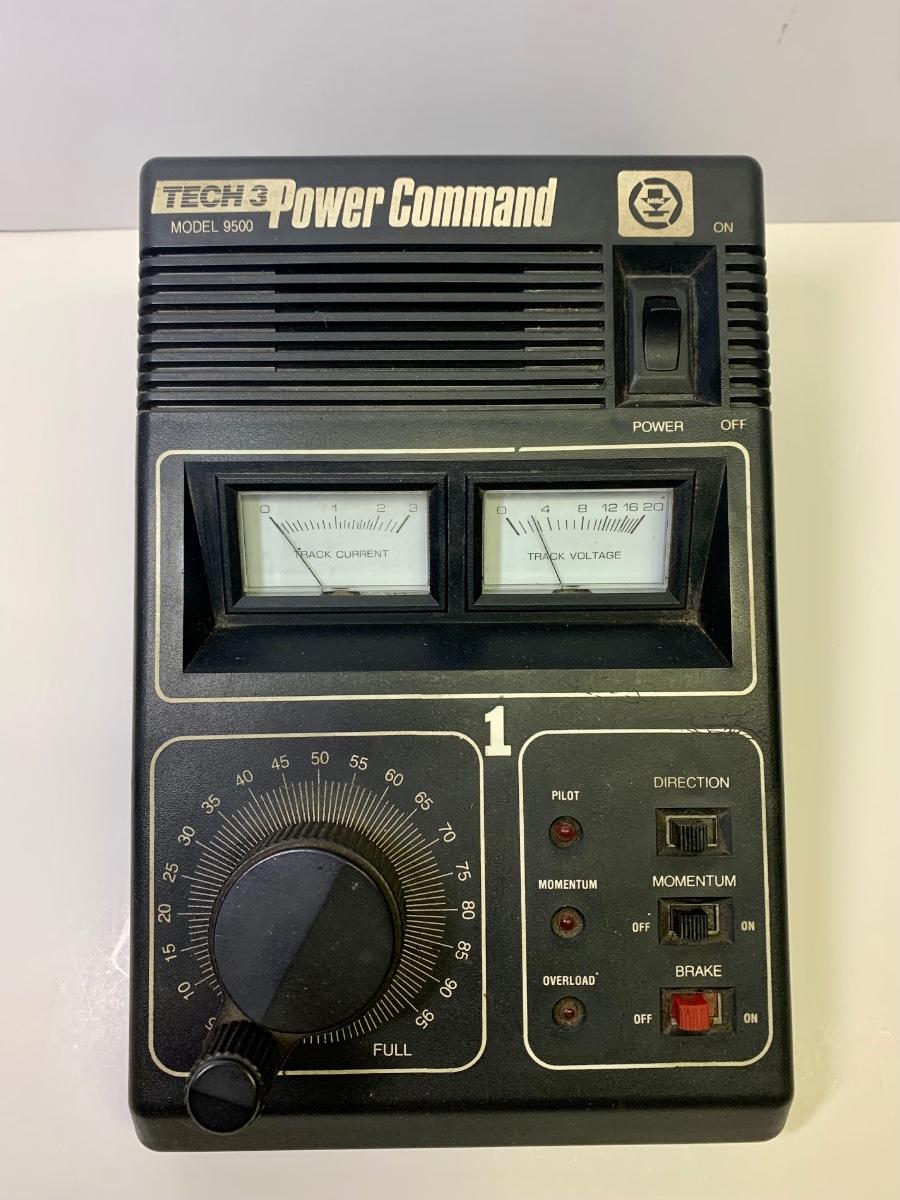 TECH 3 Power Command
MODEL 9500
MRC
ON
POWER OFF
0 1 2 3
TRACK CURRENT
0 4 8 12 16 20
TRACK VOLTAGE
1
5 10 15 20 25 30 35 40 45 50 55 60 65 70 75 80 85 90 95
FULL
PILOT
DIRECTION
MOMENTUM
MOMENTUM
OFF ON
OVERLOAD
BRAKE
OFF ON